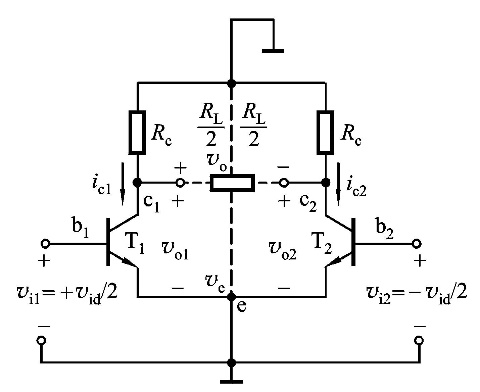 R_L/2 R_L/2
R_c R_c
v_o
+ −
i_c1 i_c2
c_1 + + c_2
b_1 b_2
T_1 T_2
v_o1 v_o2
+ +
v_i1=+v_id/2 v_e v_i2=−v_id/2
− −
e
− −